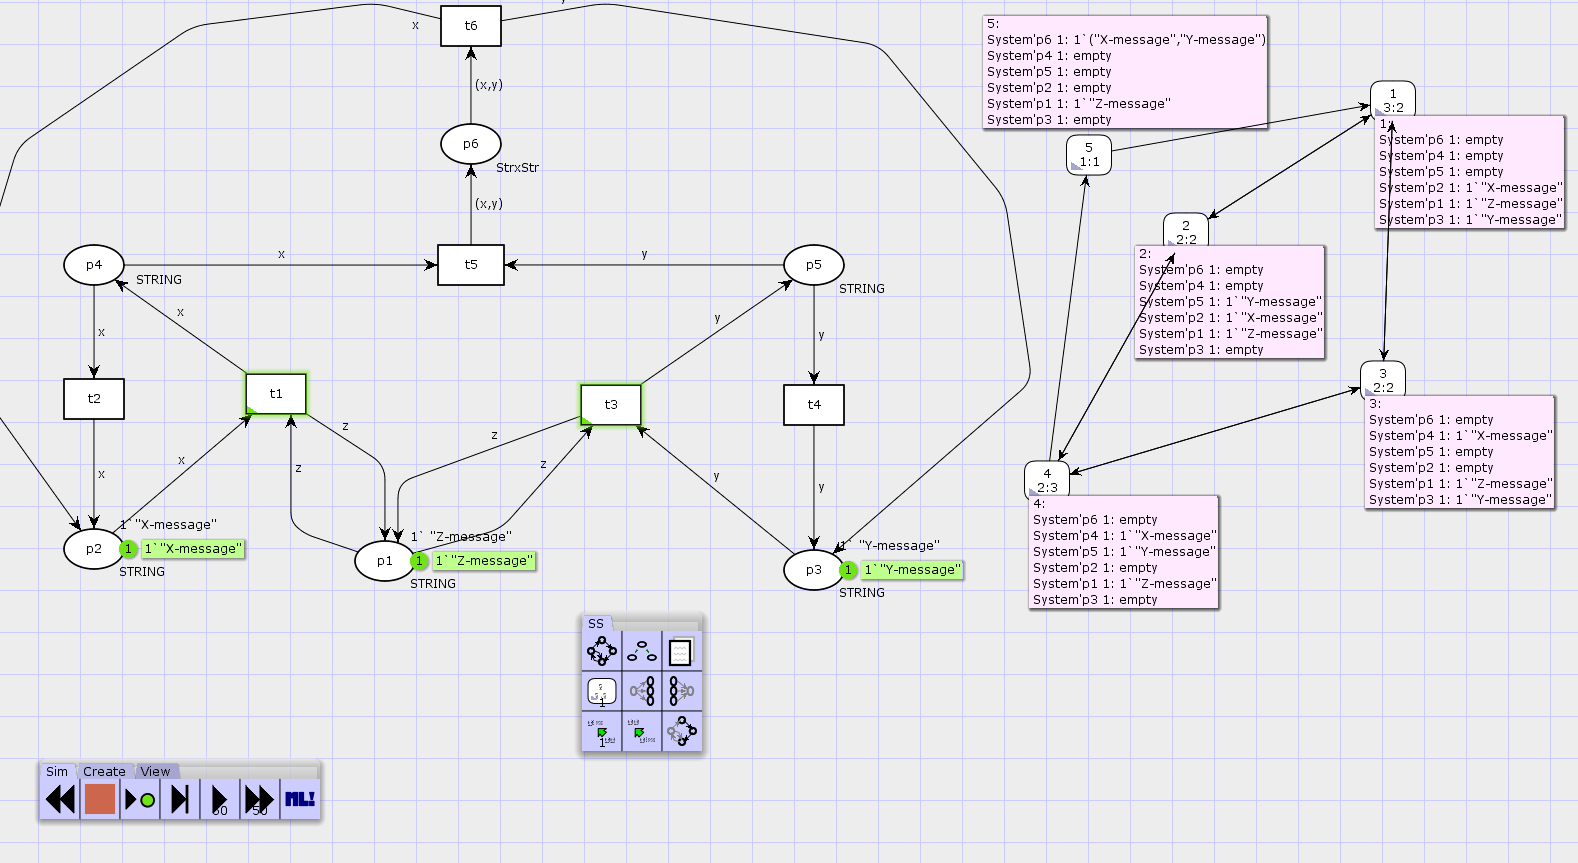 x
t6
(x,y)
p6
StrxStr
(x,y)
p4
STRING
x
t5
y
p5
STRING
x
x
y
y
t2
t1
t3
t4
z
z
z
z
x
x
y
y
1`"X-message"
p2
1
1`"X-message"
STRING
1` "Z-message"
p1
1
1`"Z-message"
STRING
1` "Y-message"
p3
1
1`"Y-message"
STRING
5:
System'p6 1: 1`("X-message","Y-message")
System'p4 1: empty
System'p5 1: empty
System'p2 1: empty
System'p1 1: 1`"Z-message"
System'p3 1: empty
5
1:1
1
3:2
1:
System'p6 1: empty
System'p4 1: empty
System'p5 1: empty
System'p2 1: 1`"X-message"
System'p1 1: 1`"Z-message"
System'p3 1: 1`"Y-message"
2
2:2
2:
System'p6 1: empty
System'p4 1: empty
System'p5 1: 1`"Y-message"
System'p2 1: 1`"X-message"
System'p1 1: 1`"Z-message"
System'p3 1: empty
3
2:2
3:
System'p6 1: empty
System'p4 1: 1`"X-message"
System'p5 1: empty
System'p2 1: empty
System'p1 1: 1`"Z-message"
System'p3 1: 1`"Y-message"
4
2:3
4:
System'p6 1: empty
System'p4 1: 1`"X-message"
System'p5 1: 1`"Y-message"
System'p2 1: empty
System'p1 1: 1`"Z-message"
System'p3 1: empty
SS
1
1
Sim Create View
50
ML!